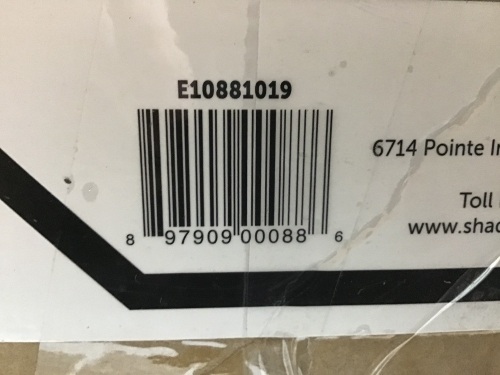 E10881019
8 97909 00088 6
6714 Pointe In
Toll
www.shad